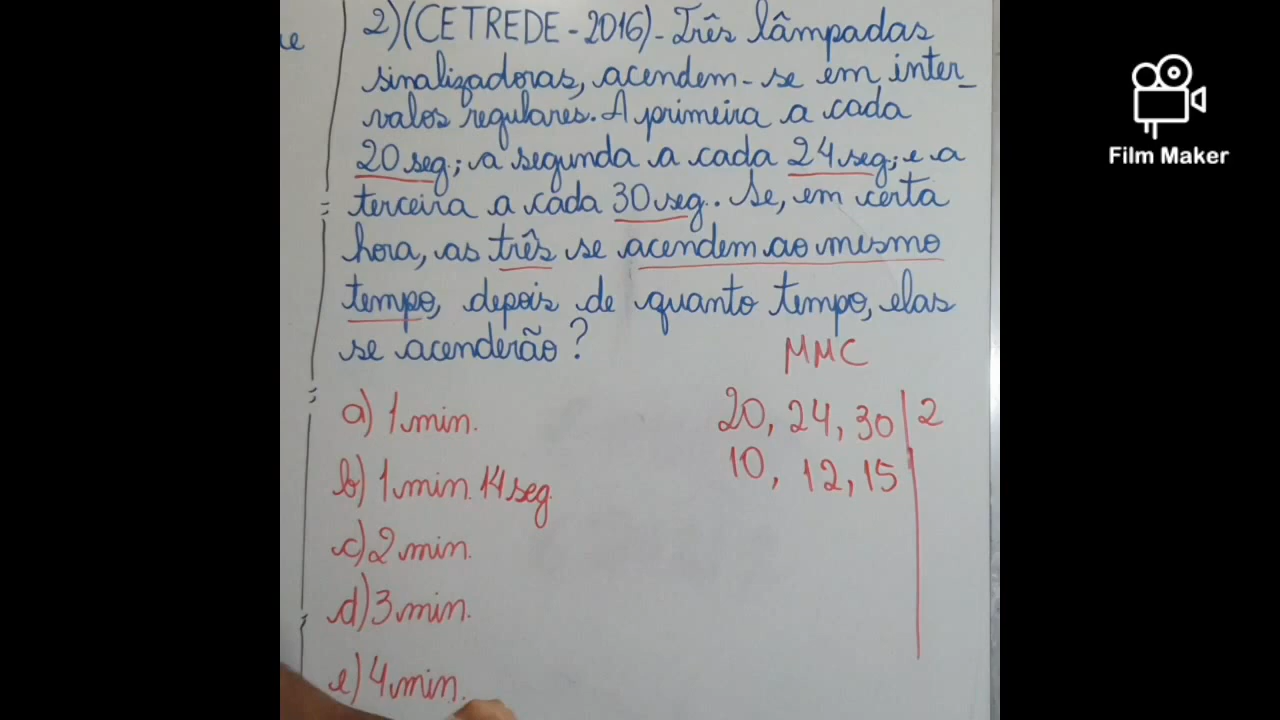 re
2)(CETREDE - 2016) - Três lâmpadas
sinalizadoras, acendem-se em inter_
valos regulares. A primeira a cada
20 seg; a segunda a cada 24 seg; e a
terceira a cada 30 seg.. Se, em certa
hora, as três se acendem ao mesmo
tempo, depois de quanto tempo, elas
se acenderão?
MMC
a) 1 min.
20, 24, 30 | 2
10, 12, 15
b) 1 min. 14 seg.
c) 2 min.
d) 3 min.
e) 4 min.
Film Maker